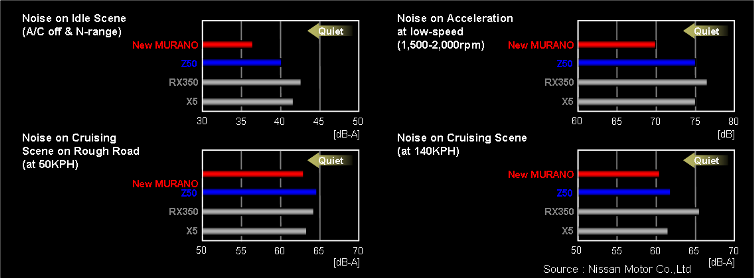 Noise on Idle Scene
(A/C off & N-range)
Quiet
New MURANO
Z50
RX350
X5
30 35 40 45 50
[dB-A]
Noise on Acceleration
at low-speed
(1,500-2,000rpm)
Quiet
New MURANO
Z50
RX350
X5
60 65 70 75 80
[dB]
Noise on Cruising
Scene on Rough Road
(at 50KPH)
Quiet
New MURANO
Z50
RX350
X5
50 55 60 65 70
[dB-A]
Noise on Cruising Scene
(at 140KPH)
Quiet
New MURANO
Z50
RX350
X5
50 55 60 65 70
[dB-A]
Source : Nissan Motor Co.,Ltd